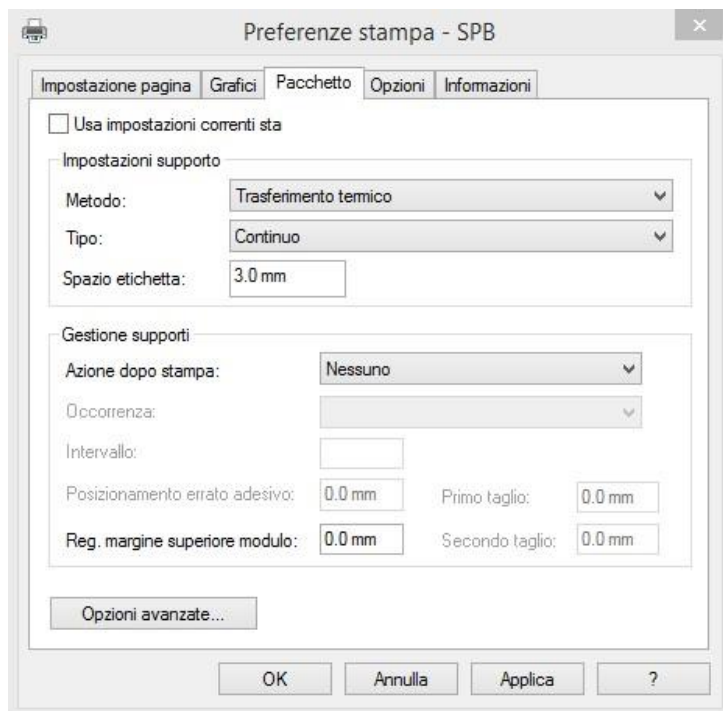 Preferenze stampa - SPB
Impostazione pagina Grafici Pacchetto Opzioni Informazioni
Usa impostazioni correnti sta
Impostazioni supporto
Metodo: Trasferimento termico
Tipo: Continuo
Spazio etichetta: 3.0 mm
Gestione supporti
Azione dopo stampa: Nessuno
Occorrenza:
Intervallo:
Posizionamento errato adesivo: 0.0 mm Primo taglio: 0.0 mm
Reg. margine superiore modulo: 0.0 mm Secondo taglio: 0.0 mm
Opzioni avanzate...
OK Annulla Applica ?